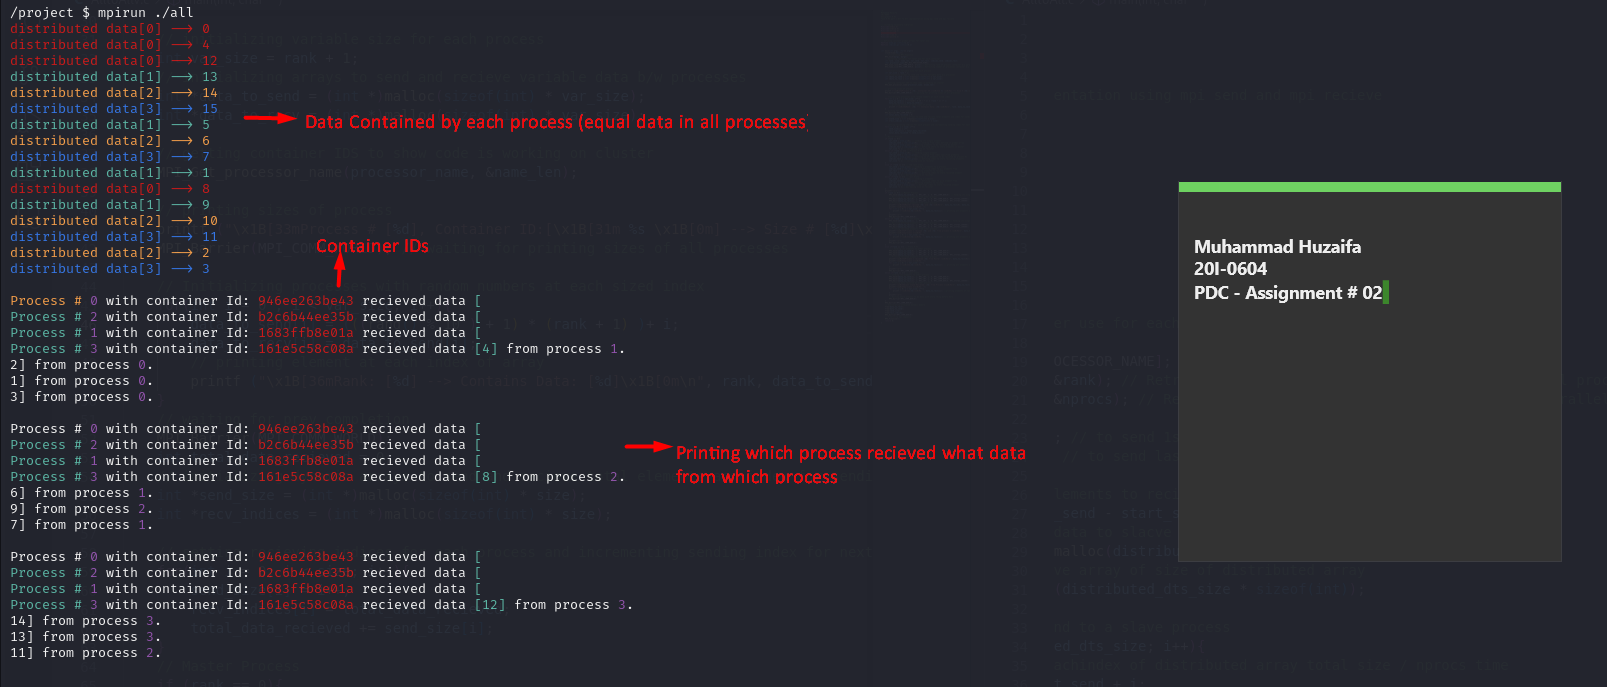 /project $ mpirun ./all
distributed data[0] --> 0
distributed data[0] --> 4
distributed data[0] --> 12
distributed data[1] --> 13
distributed data[2] --> 14
distributed data[3] --> 15
distributed data[1] --> 5
distributed data[2] --> 6
distributed data[3] --> 7
distributed data[1] --> 1
distributed data[0] --> 8
distributed data[1] --> 9
distributed data[2] --> 10
distributed data[3] --> 11
distributed data[2] --> 2
distributed data[3] --> 3
Data Contained by each process (equal data in all processes
Container IDs
Process # 0 with container Id: 946ee263be43 recieved data [
Process # 2 with container Id: b2c6b44ee35b recieved data [
Process # 1 with container Id: 1683ffb8e01a recieved data [
Process # 3 with container Id: 161e5c58c08a recieved data [4] from process 1.
2] from process 0.
1] from process 0.
3] from process 0.
Process # 0 with container Id: 946ee263be43 recieved data [
Process # 2 with container Id: b2c6b44ee35b recieved data [
Process # 1 with container Id: 1683ffb8e01a recieved data [
Process # 3 with container Id: 161e5c58c08a recieved data [8] from process 2.
6] from process 1.
9] from process 2.
7] from process 1.
Printing which process recieved what data
from which process
Process # 0 with container Id: 946ee263be43 recieved data [
Process # 2 with container Id: b2c6b44ee35b recieved data [
Process # 1 with container Id: 1683ffb8e01a recieved data [
Process # 3 with container Id: 161e5c58c08a recieved data [12] from process 3.
14] from process 3.
13] from process 3.
11] from process 2.
Muhammad Huzaifa
20I-0604
PDC - Assignment # 02